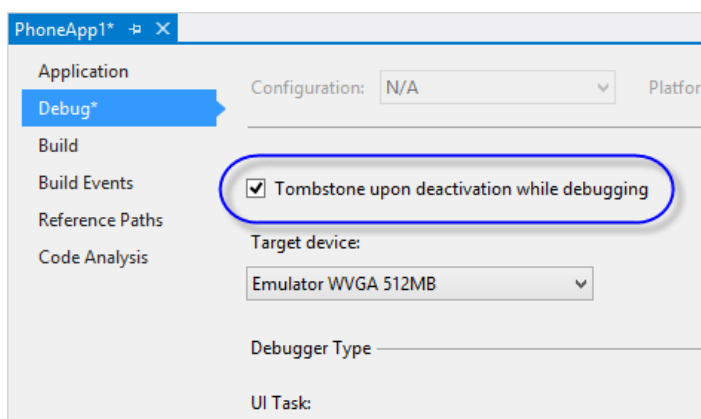 PhoneApp1*
Application
Debug*
Build
Build Events
Reference Paths
Code Analysis
Configuration: N/A Platfor
Tombstone upon deactivation while debugging
Target device:
Emulator WVGA 512MB
Debugger Type
UI Task: